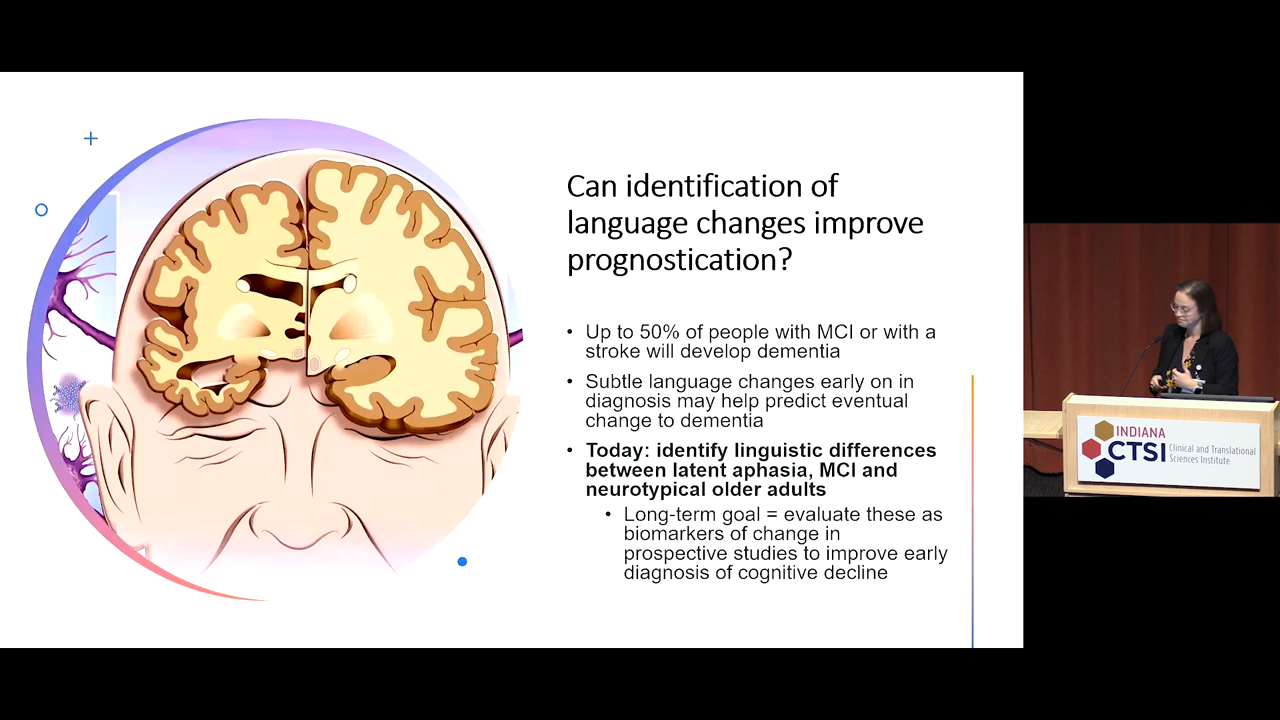 Can identification of
language changes improve
prognostication?
• Up to 50% of people with MCI or with a
stroke will develop dementia
• Subtle language changes early on in
diagnosis may help predict eventual
change to dementia
• Today: identify linguistic differences
between latent aphasia, MCI and
neurotypical older adults
• Long-term goal = evaluate these as
biomarkers of change in
prospective studies to improve early
diagnosis of cognitive decline
INDIANA
CTSI
Clinical and Translational
Sciences Institute